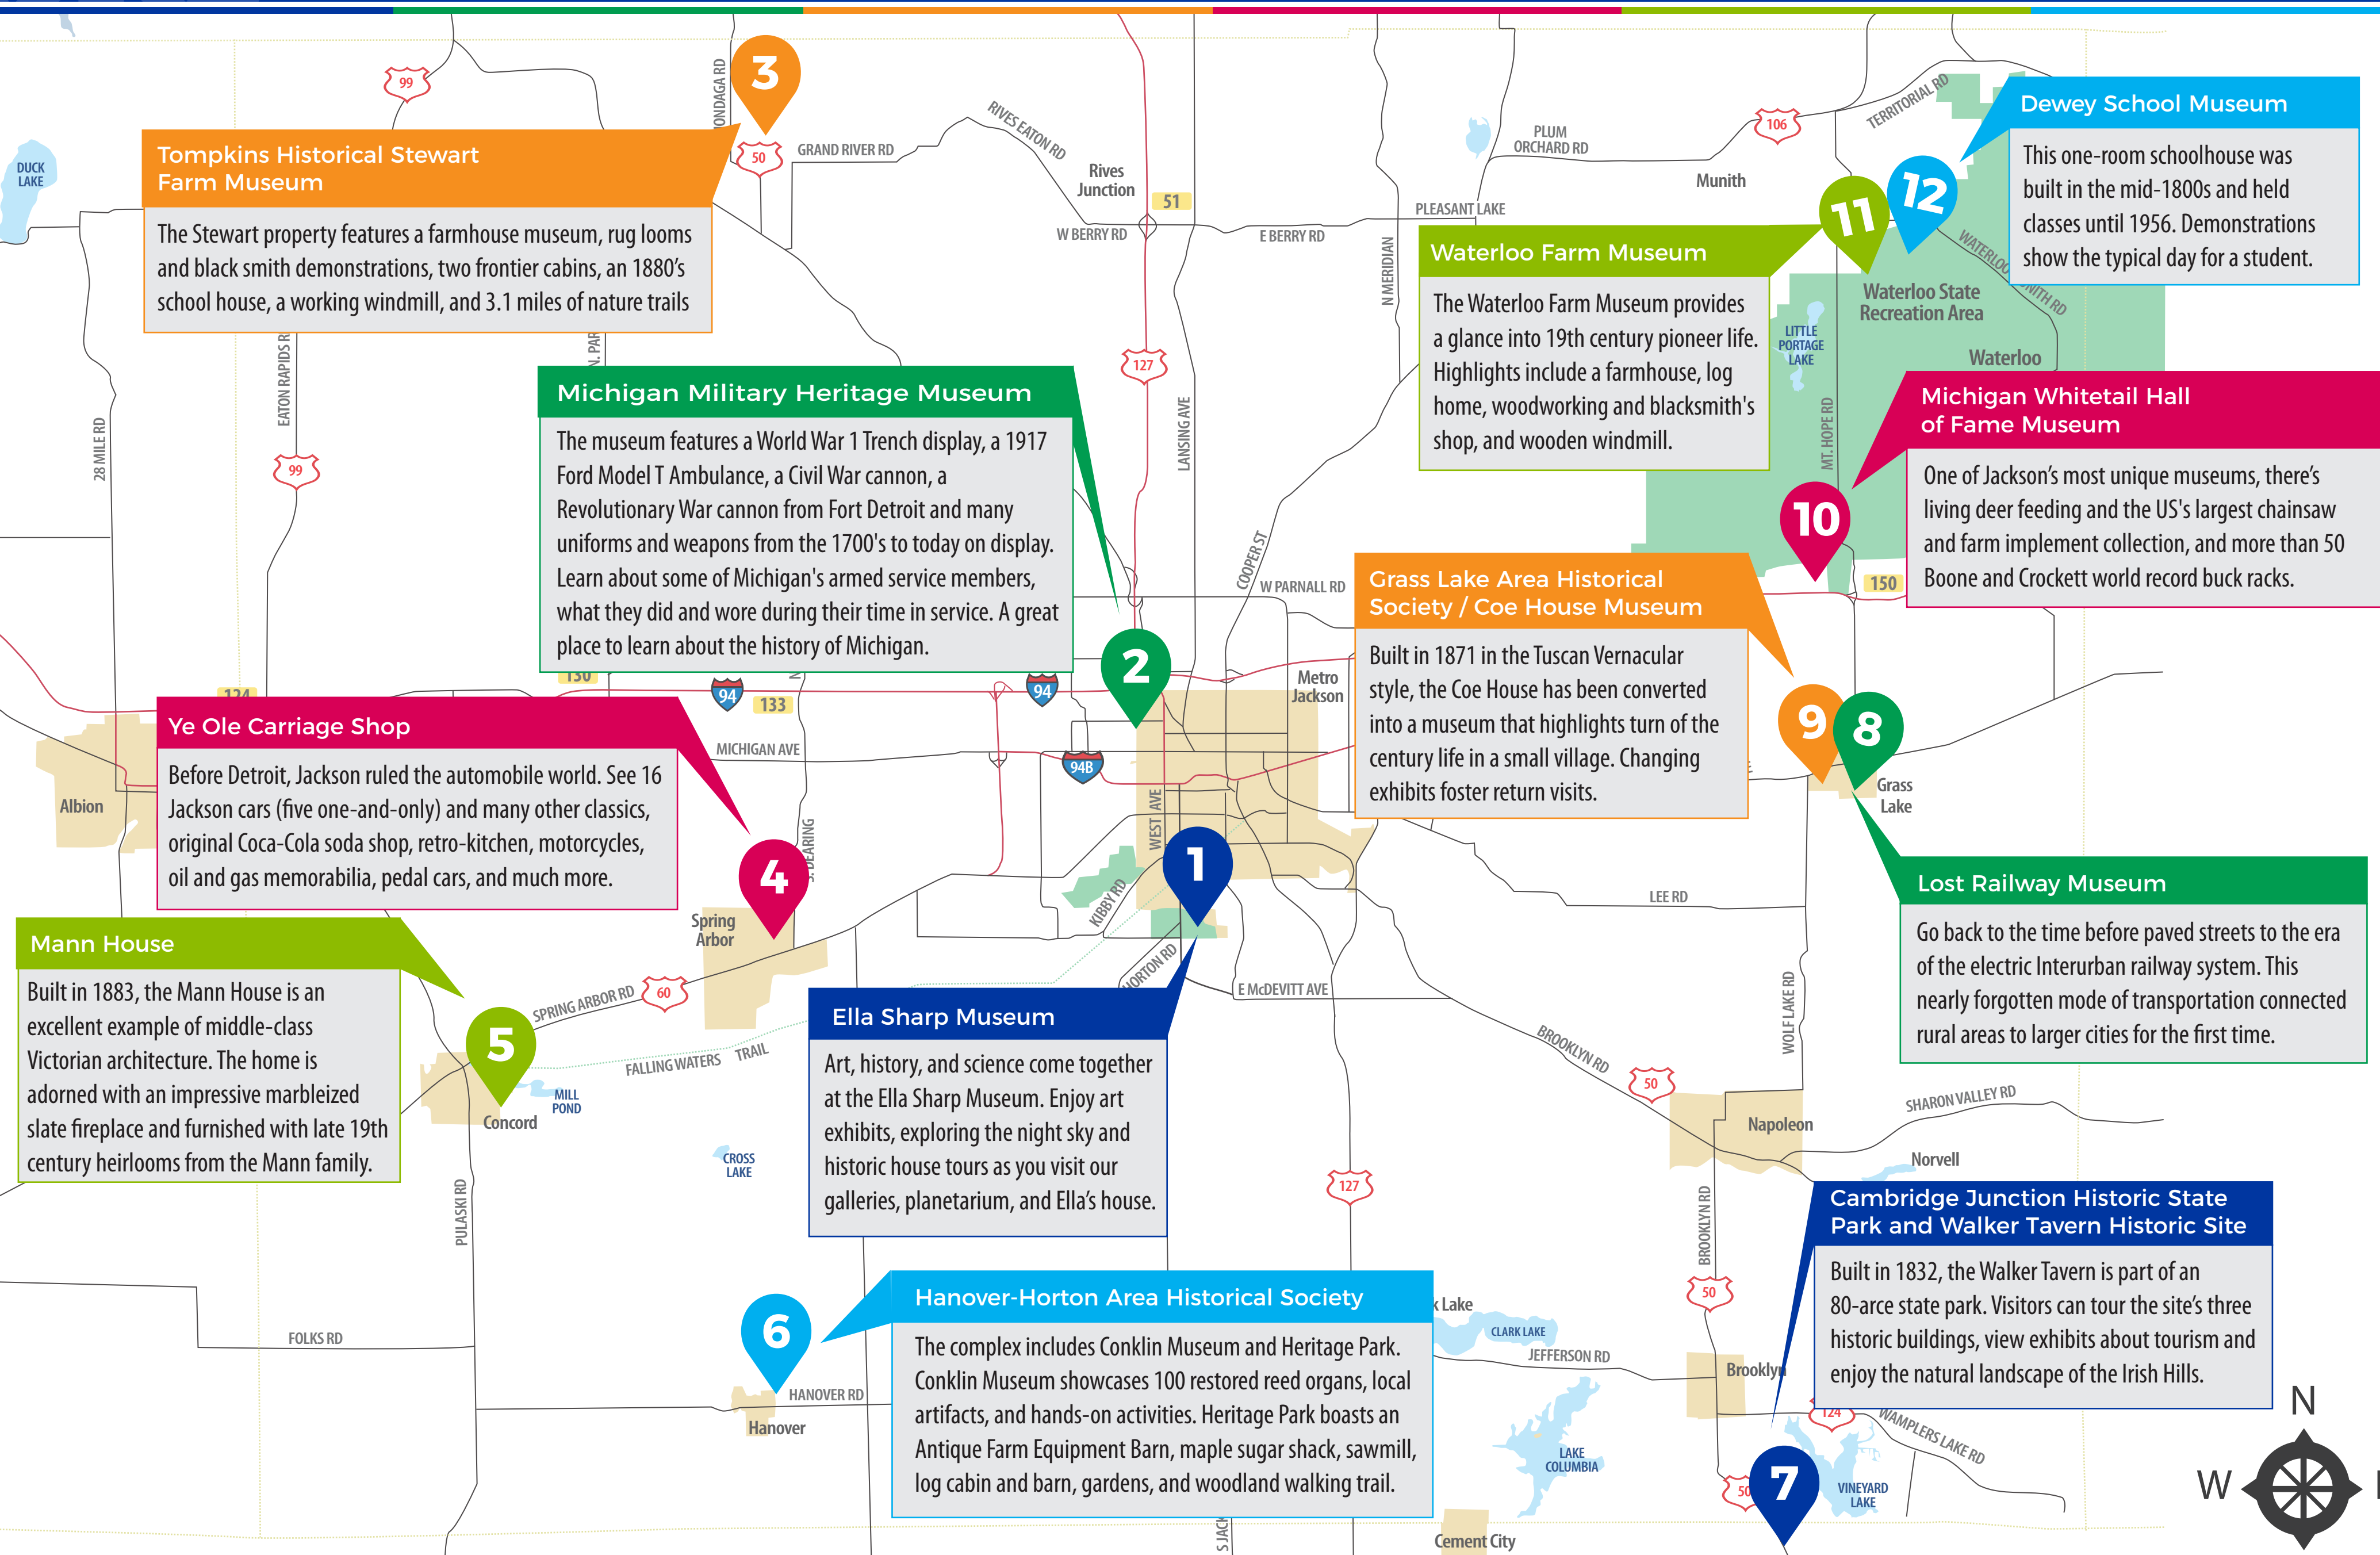 3
99
ONDAGA RD
50
GRAND RIVER RD
RIVES EATON RD
Rives
Junction
51
W BERRY RD
E BERRY RD
PLEASANT LAKE
PLUM
ORCHARD RD
106
Munith
TERRITORIAL RD
DUCK
LAKE
Tompkins Historical Stewart
Farm Museum
The Stewart property features a farmhouse museum, rug looms
and black smith demonstrations, two frontier cabins, an 1880's
school house, a working windmill, and 3.1 miles of nature trails
Dewey School Museum
This one-room schoolhouse was
built in the mid-1800s and held
classes until 1956. Demonstrations
show the typical day for a student.
11
12
Waterloo Farm Museum
The Waterloo Farm Museum provides
a glance into 19th century pioneer life.
Highlights include a farmhouse, log
home, woodworking and blacksmith's
shop, and wooden windmill.
Waterloo State
Recreation Area
LITTLE
PORTAGE
LAKE
Waterloo
WATERLOO
NITH RD
N MERIDIAN
127
LANSING AVE
EATON RAPIDS R
N. PAR
28 MILE RD
99
Michigan Military Heritage Museum
The museum features a World War 1 Trench display, a 1917
Ford Model T Ambulance, a Civil War cannon, a
Revolutionary War cannon from Fort Detroit and many
uniforms and weapons from the 1700's to today on display.
Learn about some of Michigan's armed service members,
what they did and wore during their time in service. A great
place to learn about the history of Michigan.
Michigan Whitetail Hall
of Fame Museum
One of Jackson's most unique museums, there's
living deer feeding and the US's largest chainsaw
and farm implement collection, and more than 50
Boone and Crockett world record buck racks.
MT. HOPE RD
10
150
COOPER ST
W PARNALL RD
Grass Lake Area Historical
Society / Coe House Museum
Built in 1871 in the Tuscan Vernacular
style, the Coe House has been converted
into a museum that highlights turn of the
century life in a small village. Changing
exhibits foster return visits.
2
Metro
Jackson
124
130
N
94
133
94
MICHIGAN AVE
94B
9
8
E
Grass
Lake
Albion
Ye Ole Carriage Shop
Before Detroit, Jackson ruled the automobile world. See 16
Jackson cars (five one-and-only) and many other classics,
original Coca-Cola soda shop, retro-kitchen, motorcycles,
oil and gas memorabilia, pedal cars, and much more.
4
S. DEARING
WEST AVE
1
KIBBY RD
HORTON RD
LEE RD
Lost Railway Museum
Go back to the time before paved streets to the era
of the electric Interurban railway system. This
nearly forgotten mode of transportation connected
rural areas to larger cities for the first time.
Spring
Arbor
Mann House
Built in 1883, the Mann House is an
excellent example of middle-class
Victorian architecture. The home is
adorned with an impressive marbleized
slate fireplace and furnished with late 19th
century heirlooms from the Mann family.
SPRING ARBOR RD
60
5
Concord
MILL
POND
FALLING WATERS TRAIL
CROSS
LAKE
E McDEVITT AVE
Ella Sharp Museum
Art, history, and science come together
at the Ella Sharp Museum. Enjoy art
exhibits, exploring the night sky and
historic house tours as you visit our
galleries, planetarium, and Ella's house.
BROOKLYN RD
50
WOLF LAKE RD
SHARON VALLEY RD
Napoleon
Norvell
127
PULASKI RD
BROOKLYN RD
Cambridge Junction Historic State
Park and Walker Tavern Historic Site
Built in 1832, the Walker Tavern is part of an
80-arce state park. Visitors can tour the site's three
historic buildings, view exhibits about tourism and
enjoy the natural landscape of the Irish Hills.
FOLKS RD
6
HANOVER RD
Hanover
Hanover-Horton Area Historical Society
The complex includes Conklin Museum and Heritage Park.
Conklin Museum showcases 100 restored reed organs, local
artifacts, and hands-on activities. Heritage Park boasts an
Antique Farm Equipment Barn, maple sugar shack, sawmill,
log cabin and barn, gardens, and woodland walking trail.
k Lake
CLARK LAKE
JEFFERSON RD
50
Brooklyn
LAKE
COLUMBIA
124
WAMPLERS LAKE RD
50
7
VINEYARD
LAKE
S JACK
Cement City
N
W